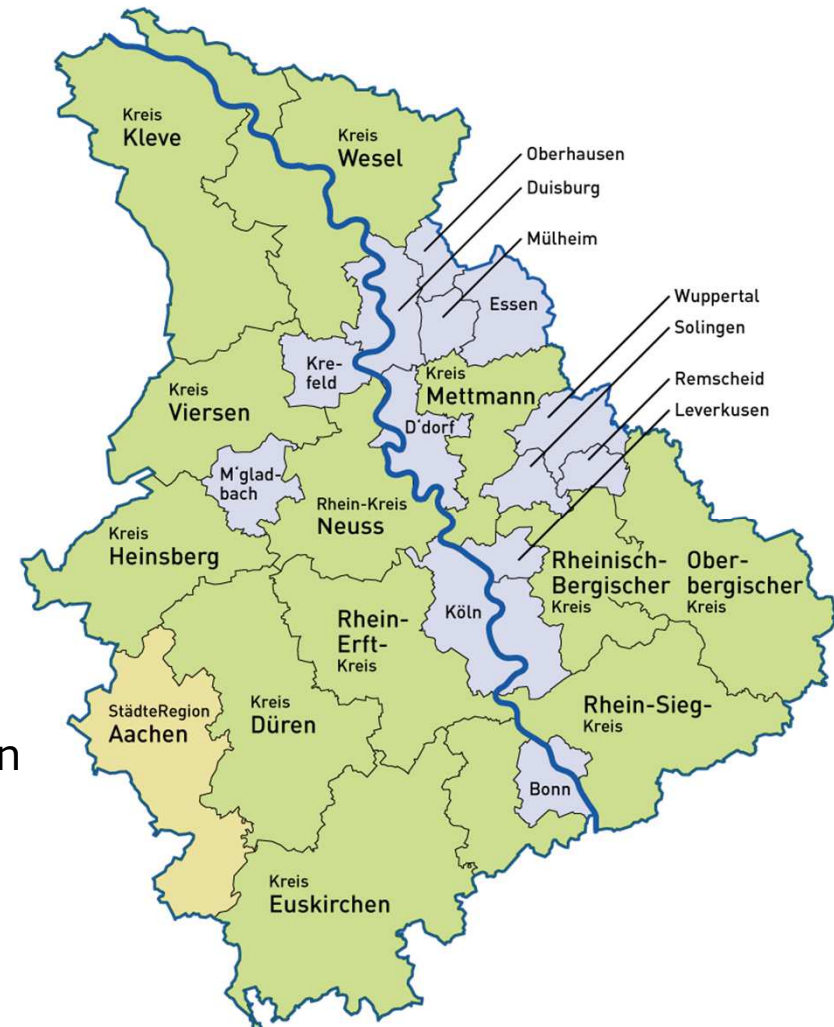 Kreis
Kleve
Kreis
Wesel
Oberhausen
Duisburg
Mülheim
Essen
Wuppertal
Solingen
Remscheid
Leverkusen
Kre-
feld
Kreis
Mettmann
Kreis
Viersen
D'dorf
M'glad-
bach
Rhein-Kreis
Neuss
Kreis
Heinsberg
Rheinisch-
Bergischer
Kreis
Ober-
bergischer
Kreis
Köln
Rhein-
Erft-
Kreis
StädteRegion
Aachen
Kreis
Düren
Rhein-Sieg-
Kreis
n
Bonn
Kreis
Euskirchen